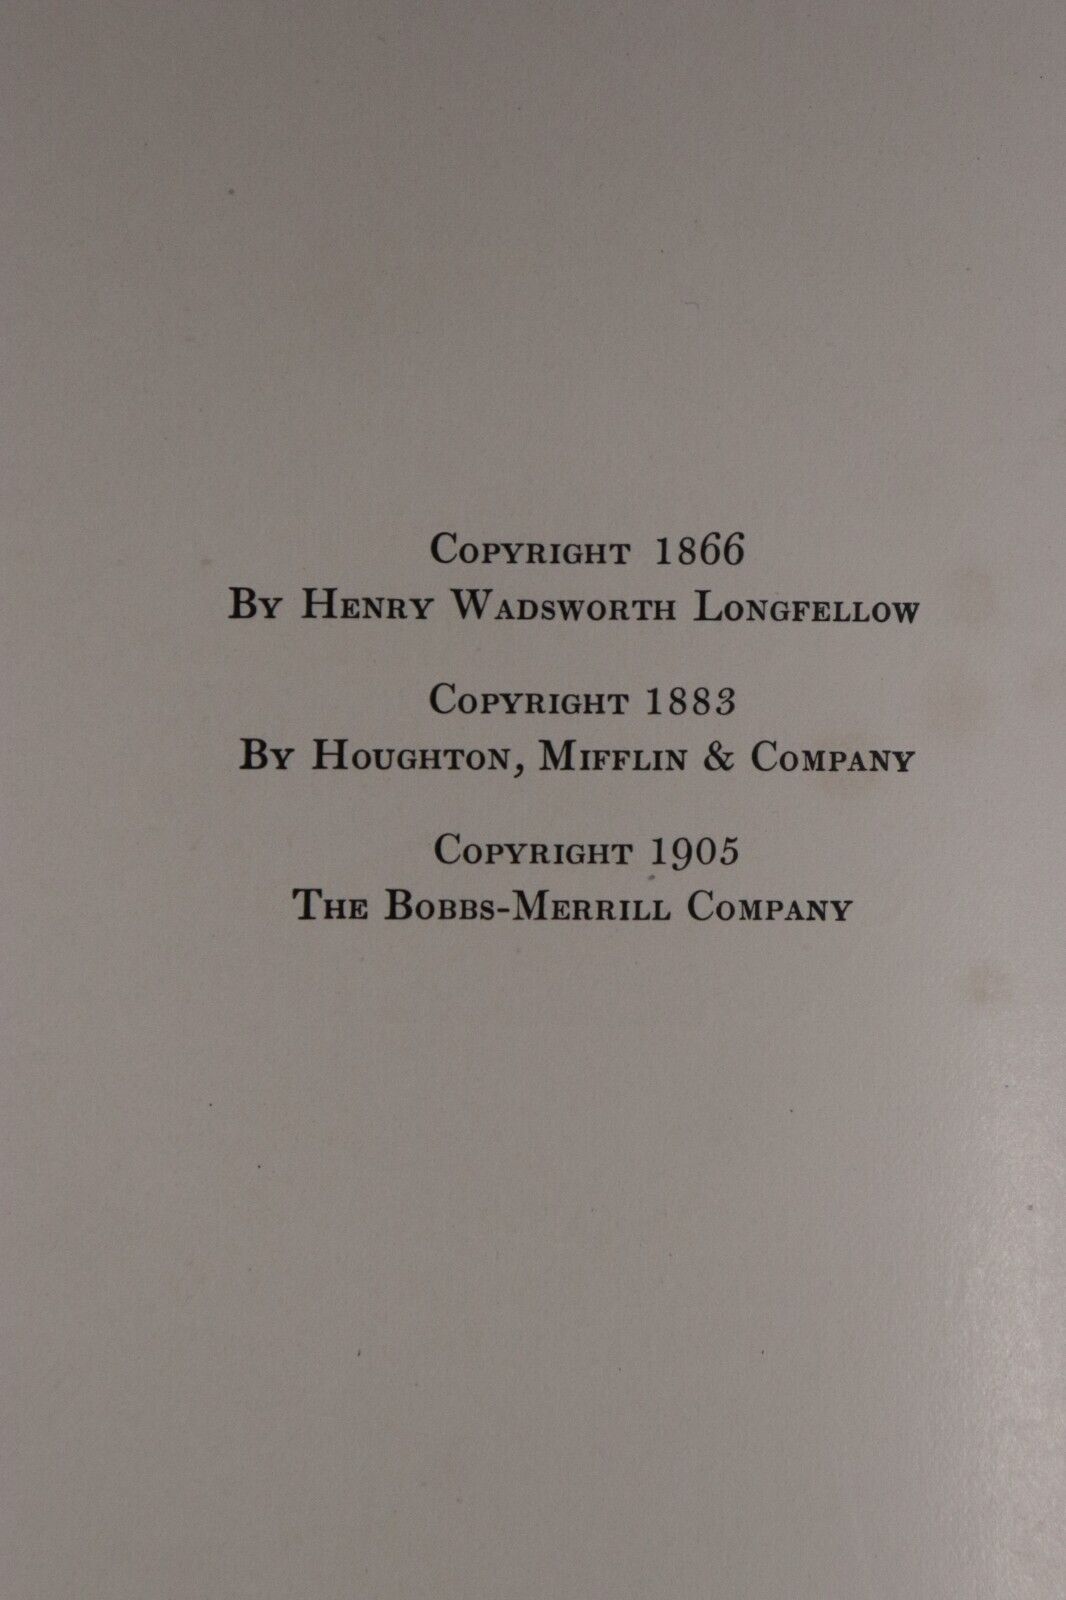 Copyright 1866
By Henry Wadsworth Longfellow
Copyright 1883
By Houghton, Mifflin & Company
Copyright 1905
The Bobbs-Merrill Company